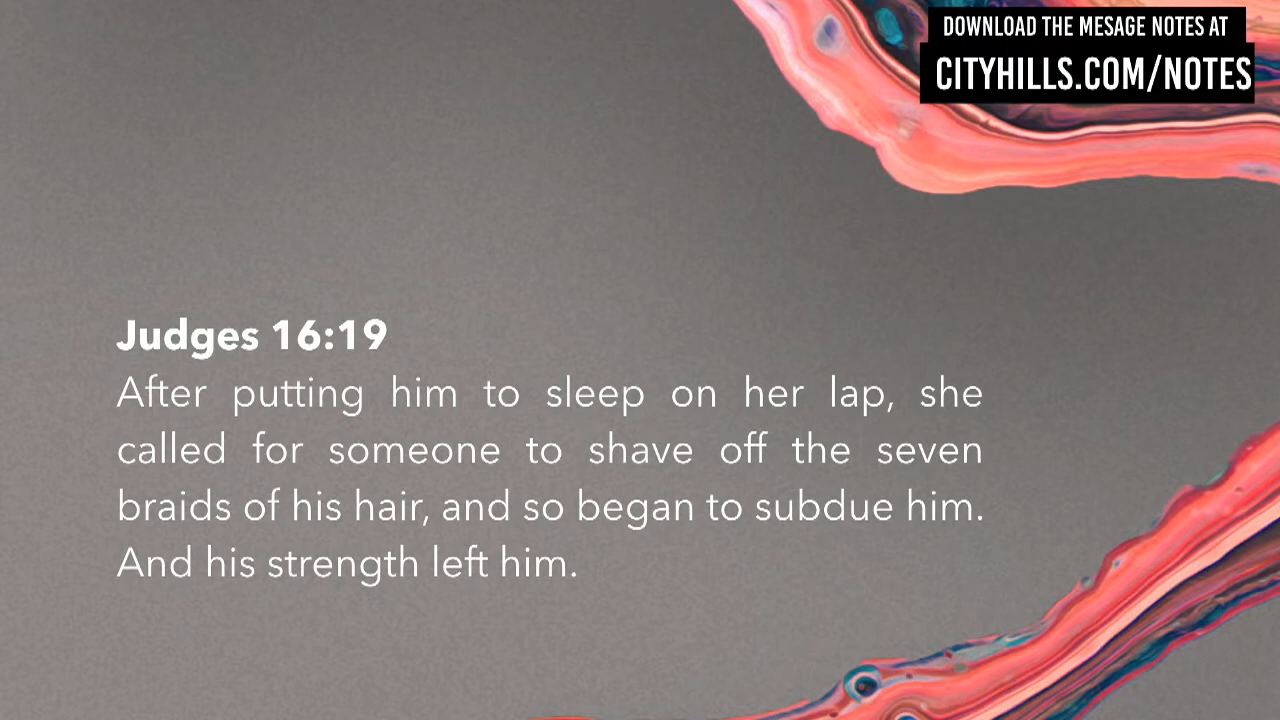 DOWNLOAD THE MESAGE NOTES AT
CITYHILLS.COM/NOTES
Judges 16:19
After putting him to sleep on her lap, she
called for someone to shave off the seven
braids of his hair, and so began to subdue him.
And his strength left him.